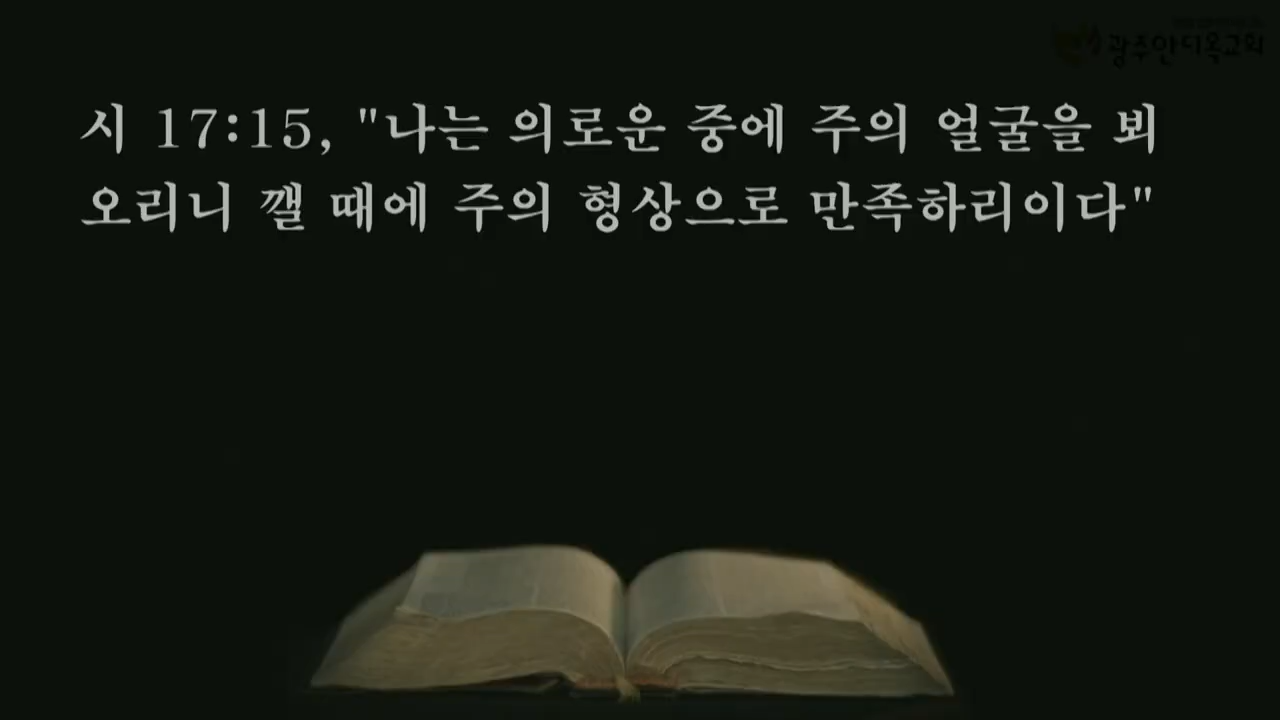 광주안디옥교회
시 17:15, "나는 의로운 중에 주의 얼굴을 뵈
오리니 깰 때에 주의 형상으로 만족하리이다"